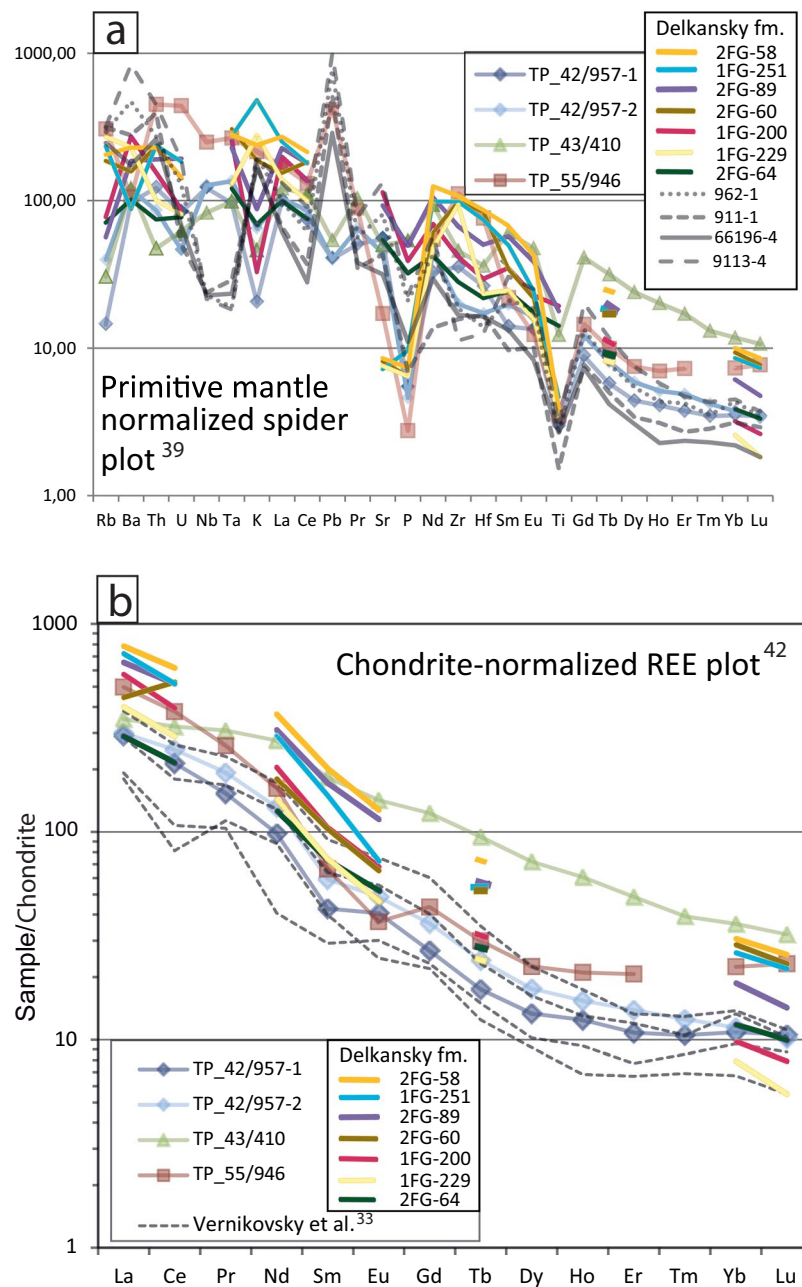 a
1000,00
100,00
10,00
1,00
TP_42/957-1
TP_42/957-2
TP_43/410
TP_55/946
Delkansky fm.
2FG-58
1FG-251
2FG-89
2FG-60
1FG-200
1FG-229
2FG-64
962-1
911-1
66196-4
9113-4
Primitive mantle
normalized spider
plot 39
Rb Ba Th U Nb Ta K La Ce Pb Pr Sr P Nd Zr Hf Sm Eu Ti Gd Tb Dy Ho Er Tm Yb Lu
b
Chondrite-normalized REE plot 42
Sample/Chondrite
1000
100
10
1
TP_42/957-1
TP_42/957-2
TP_43/410
TP_55/946
Vernikovsky et al.33
Delkansky fm.
2FG-58
1FG-251
2FG-89
2FG-60
1FG-200
1FG-229
2FG-64
La Ce Pr Nd Sm Eu Gd Tb Dy Ho Er Tm Yb Lu